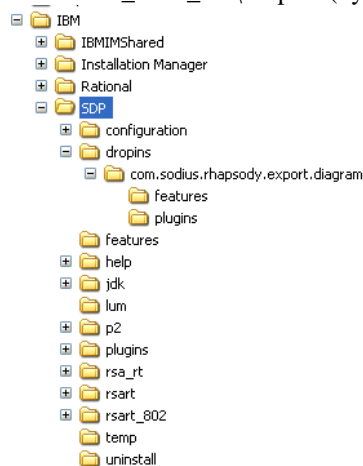 IBM
IBMIMShared
Installation Manager
Rational
SDP
configuration
dropins
com.sodius.rhapsody.export.diagram
features
plugins
features
help
jdk
lum
p2
plugins
rsa_rt
rsart
rsart_802
temp
uninstall